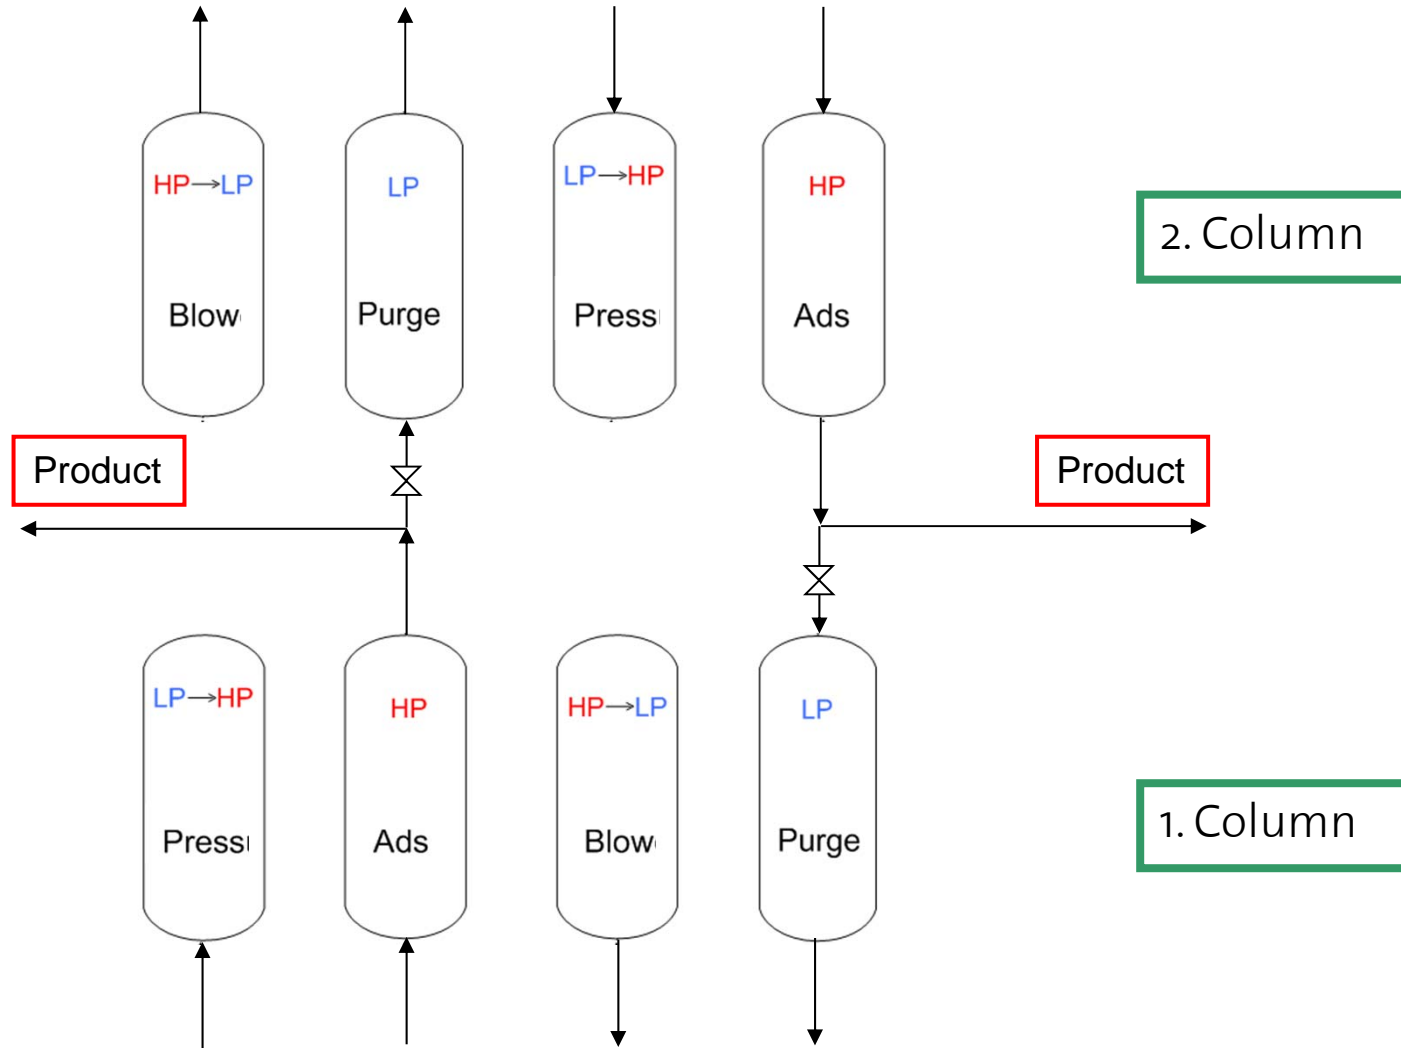 HP→LP
LP
LP→HP
HP
2. Column
Blow
Purge
Press
Ads
Product
Product
LP→HP
HP
HP→LP
LP
1. Column
Press
Ads
Blow
Purge